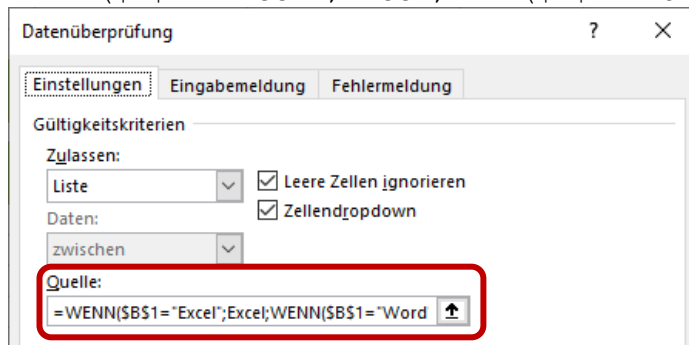 Datenüberprüfung ? ×
Einstellungen Eingabemeldung Fehlermeldung
Gültigkeitskriterien
Zulassen:
Liste Leere Zellen ignorieren
Daten: Zellendropdown
zwischen
Quelle:
=WENN($B$1="Excel";Excel;WENN($B$1="Word